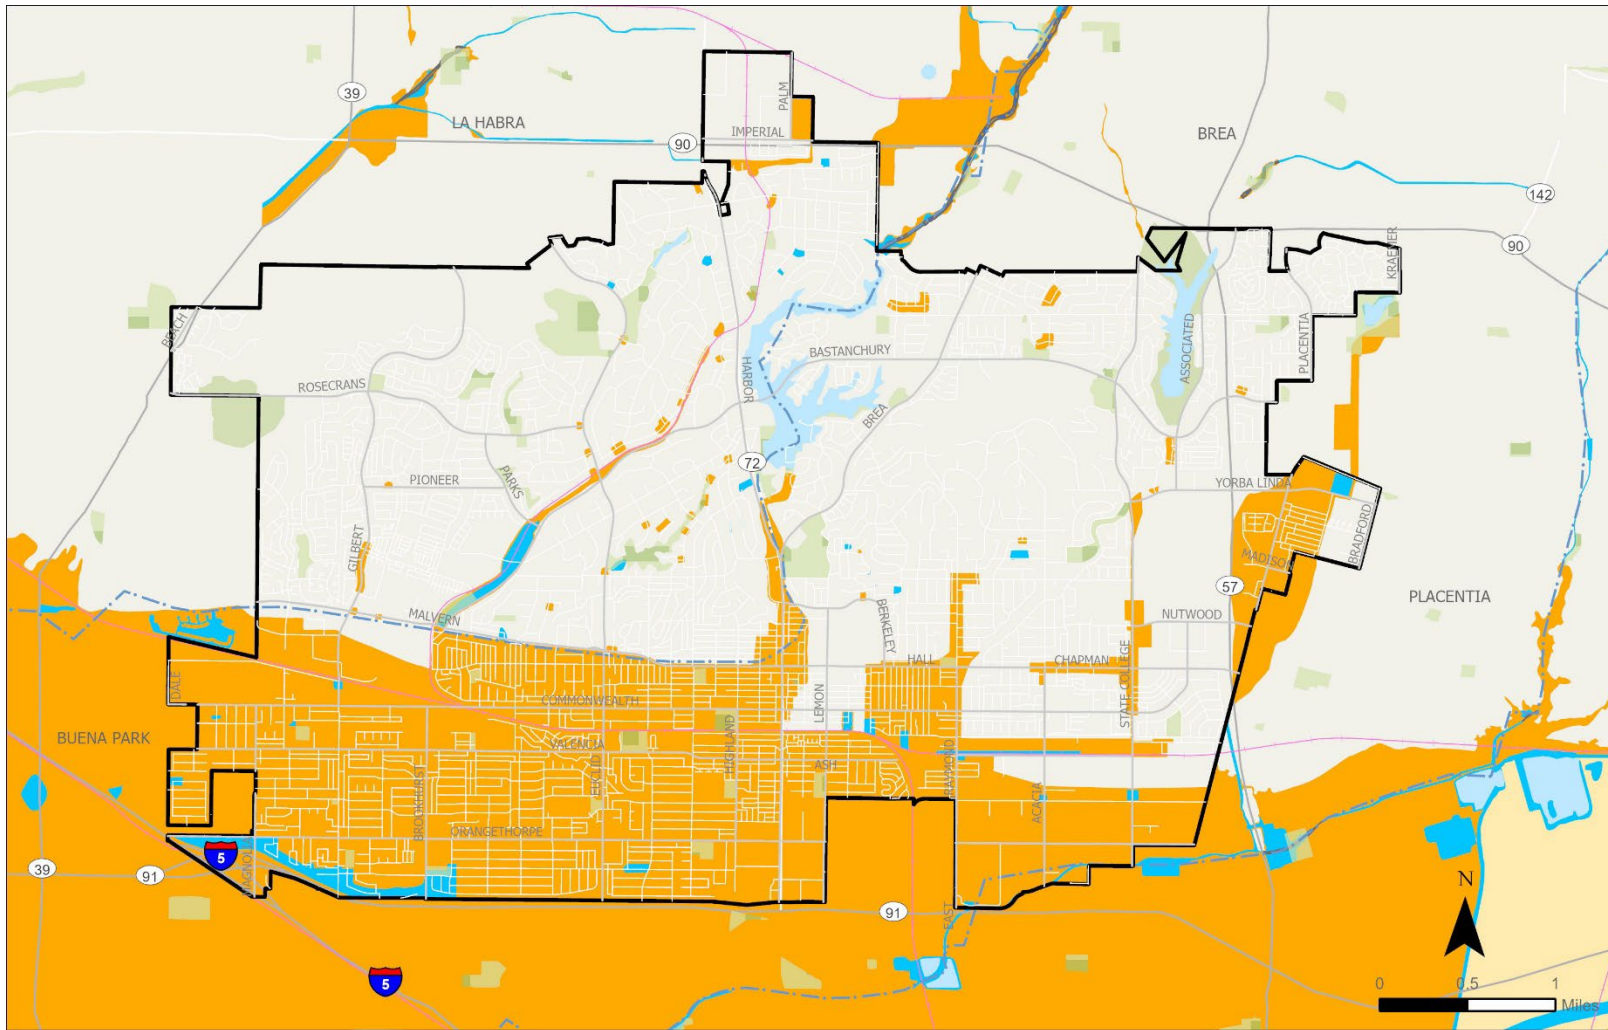 39
LA HABRA
PALM
IMPERIAL
90
BREA
142
90
KRAEMER
BEACH
ASSOCIATED
PLACENTIA
BASTANCHURY
HARBOR
ROSECRANS
BREA
72
PIONEER
PARKS
YORBA LINDA
BRADFORD
GILBERT
MADISON
57
PLACENTIA
MALVERN
BERKELEY
NUTWOOD
HALL
CHAPMAN
STATE COLLEGE
DALE
COMMONWEALTH
LEMON
BUENA PARK
VALENCIA
HIGHLAND
ASH
RAYMOND
EUCLID
BROOKHURST
ACACIA
ORANGETHORPE
MAGNOLIA
5
39
91
91
EAST
N
5
0 0.5 1
Miles